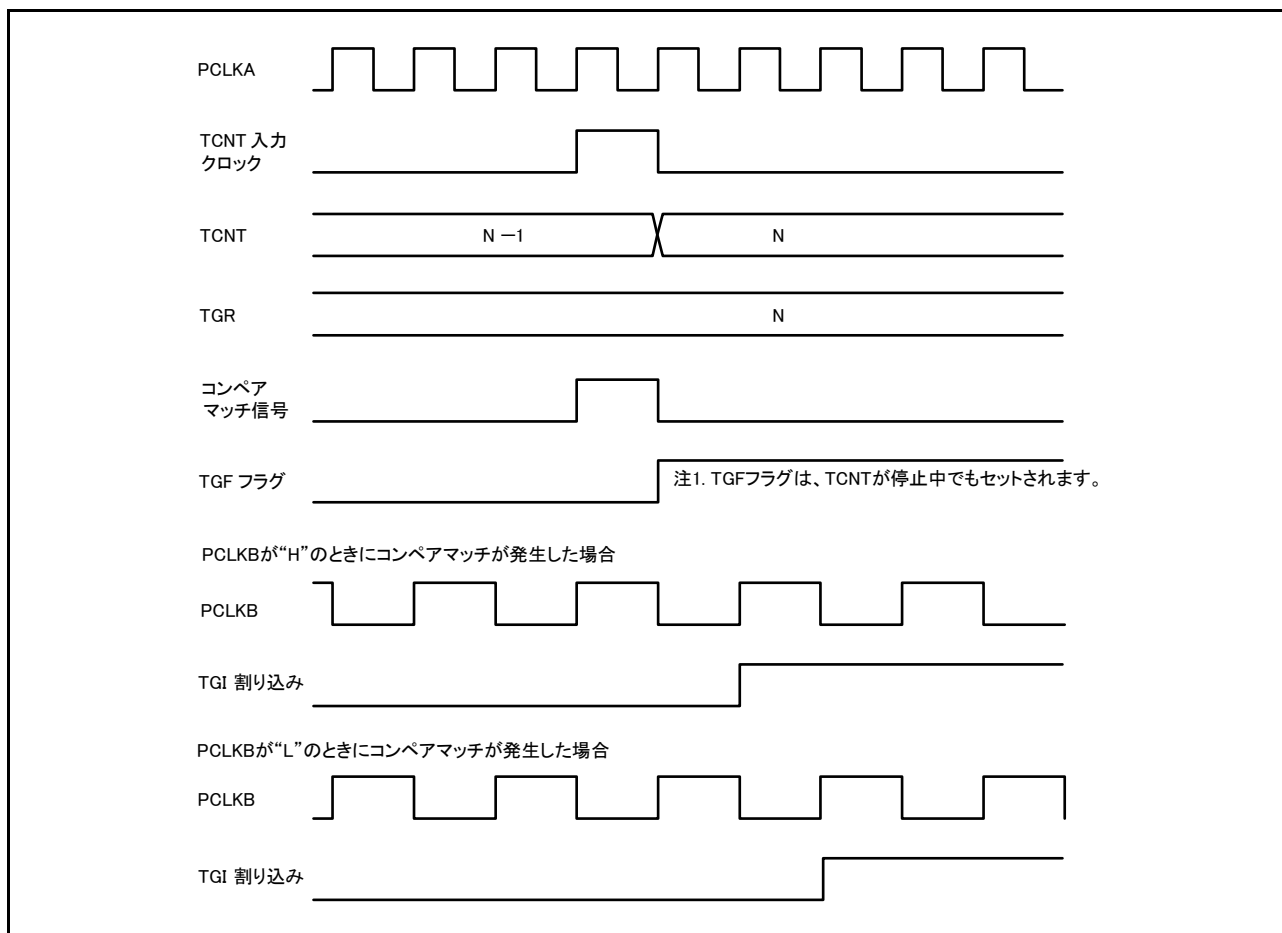 PCLKA
TCNT 入力
クロック
TCNT
N －1
N
TGR
N
コンペア
マッチ信号
TGF フラグ
注1. TGFフラグは、TCNTが停止中でもセットされます。
PCLKBが“H”のときにコンペアマッチが発生した場合
PCLKB
TGI 割り込み
PCLKBが“L”のときにコンペアマッチが発生した場合
PCLKB
TGI 割り込み